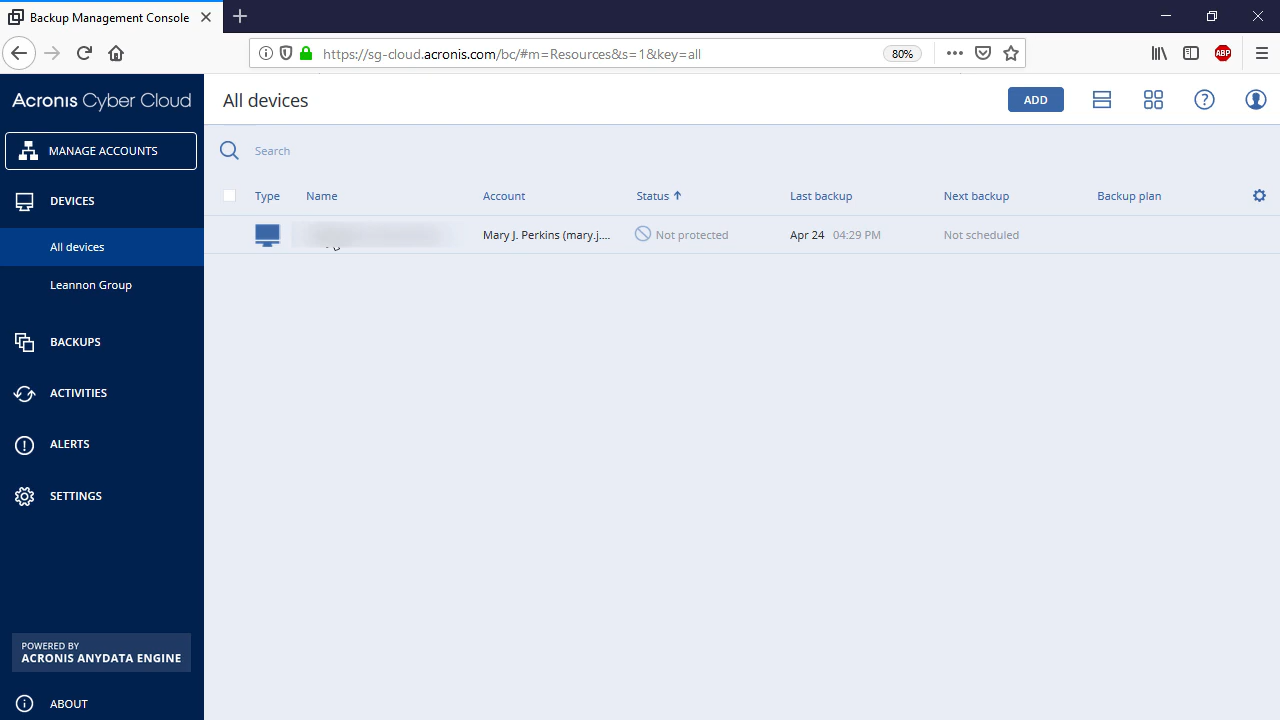 Backup Management Console
https://sg-cloud.acronis.com/bc/#m=Resources&s=1&key=all
80%
ABP
Acronis Cyber Cloud
All devices
ADD
MANAGE ACCOUNTS
Search
DEVICES
Type Name Account Status Last backup Next backup Backup plan
All devices
Mary J. Perkins (mary.j.... Not protected Apr 24 04:29 PM Not scheduled
Leannon Group
BACKUPS
ACTIVITIES
ALERTS
SETTINGS
POWERED BY
ACRONIS ANYDATA ENGINE
ABOUT